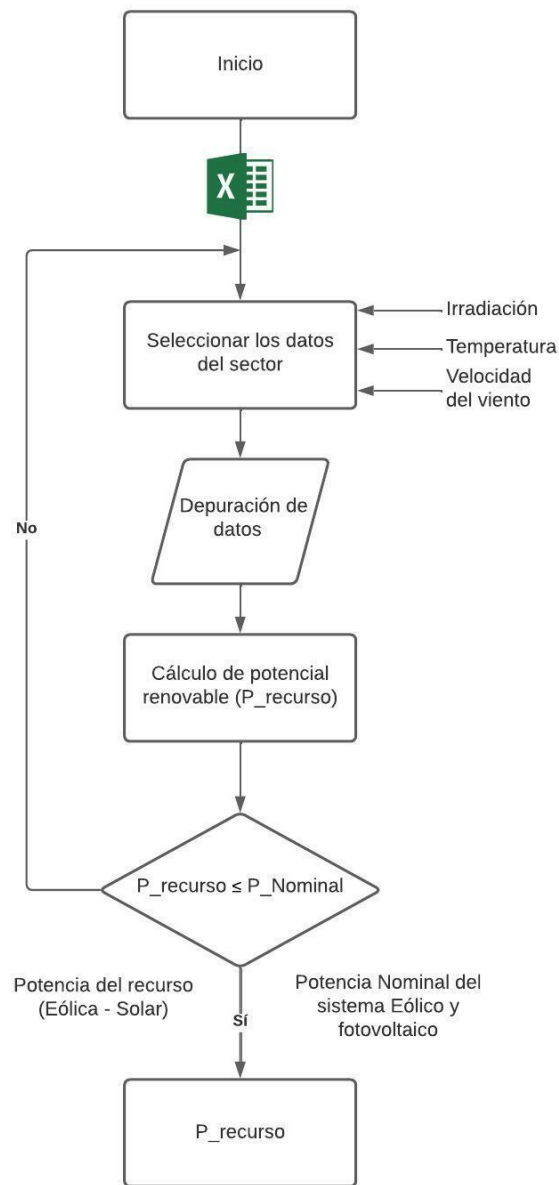 Inicio
X
Seleccionar los datos
del sector
Irradiación
Temperatura
Velocidad
del viento
Depuración de
datos
No
Cálculo de potencial
renovable (P_recurso)
P_recurso ≤ P_Nominal
Potencia del recurso
(Eólica - Solar)
Sí
Potencia Nominal del
sistema Eólico y
fotovoltaico
P_recurso